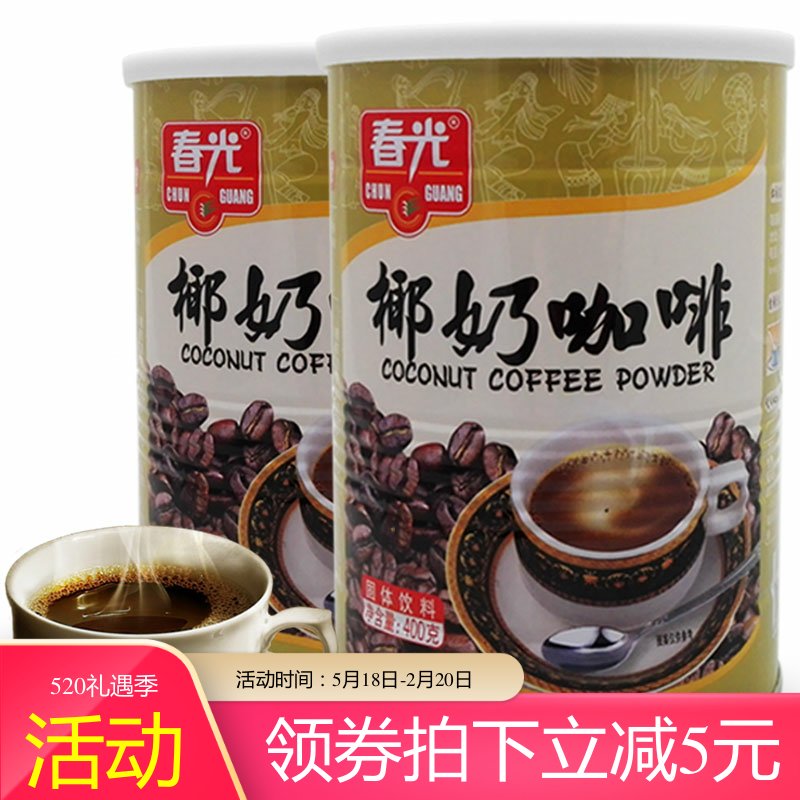 春光®
CHUN GUANG
椰奶咖
COCONUT COFF
春光®
CHUN GUANG
椰奶咖啡
COCONUT COFFEE POWDER
固体饮料
净含量:400克
520礼遇季
活动时间：5月18日-2月20日
活动
领券拍下立减5元